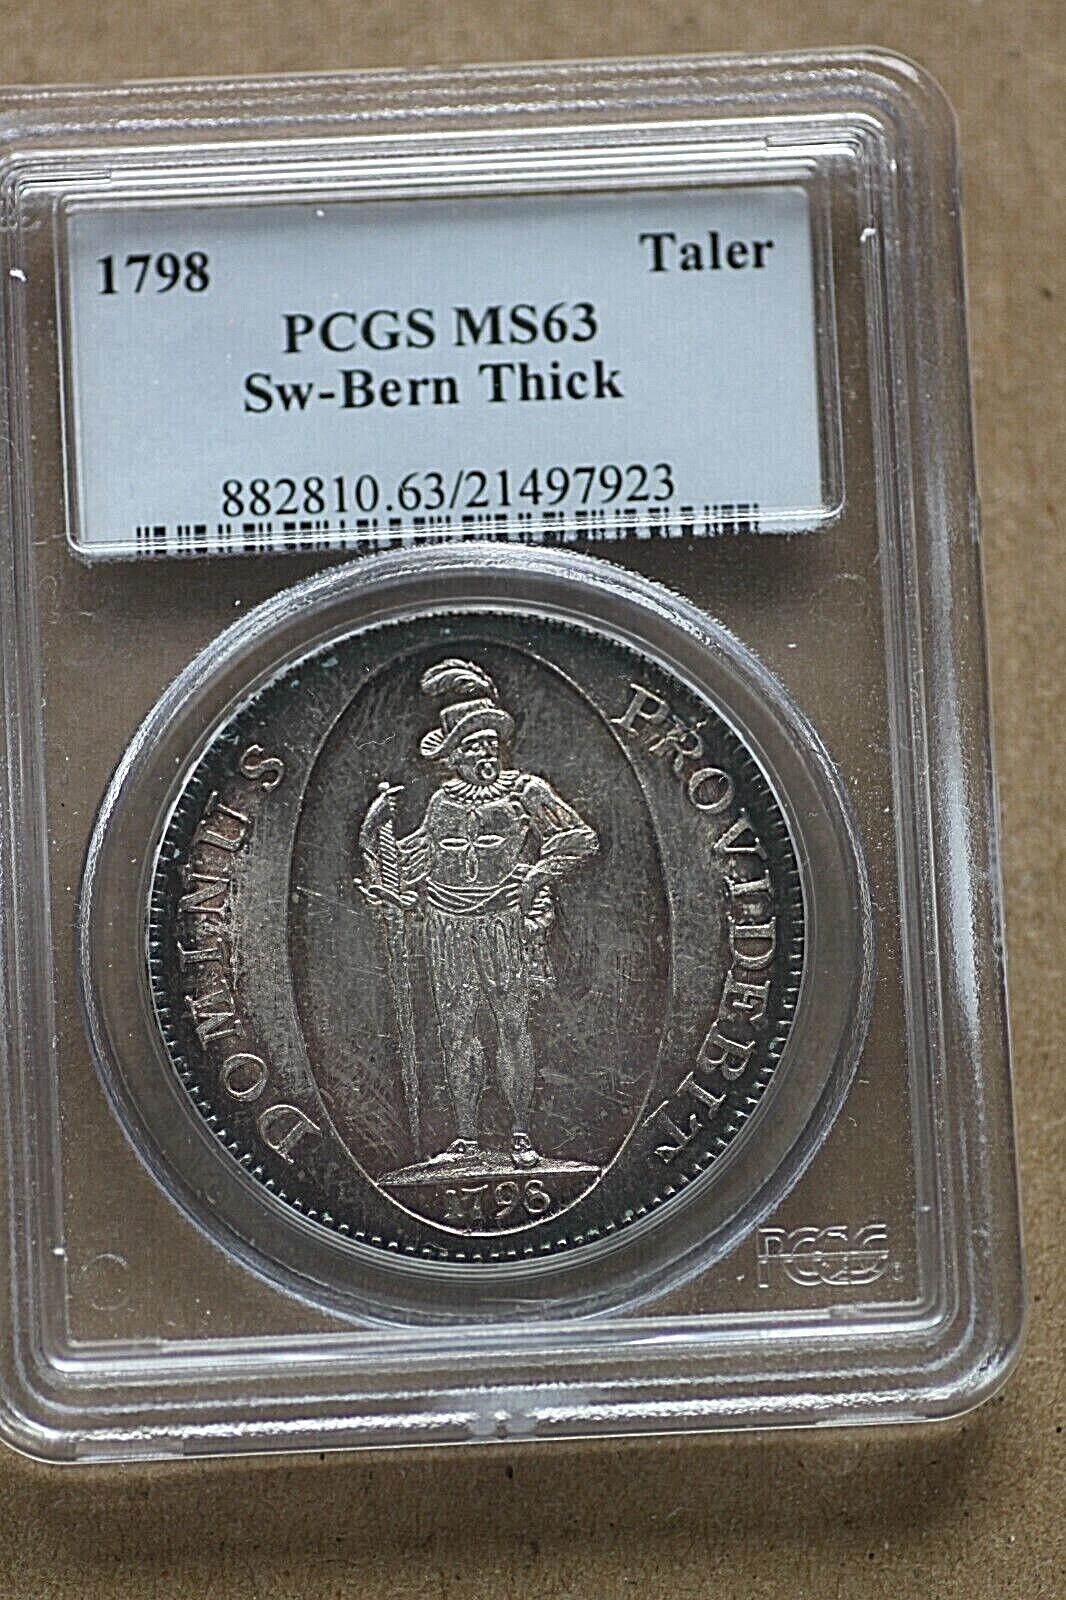 1798 Taler
PCGS MS63
Sw-Bern Thick
882810.63/21497923
DOMINUS PROVIDEBIT
1798
PCGS